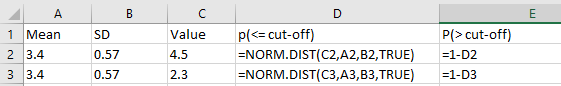 A B C D E
1 Mean SD Value p(<= cut-off) P(> cut-off)
2 3.4 0.57 4.5 =NORM.DIST(C2,A2,B2,TRUE) =1-D2
3 3.4 0.57 2.3 =NORM.DIST(C3,A3,B3,TRUE) =1-D3